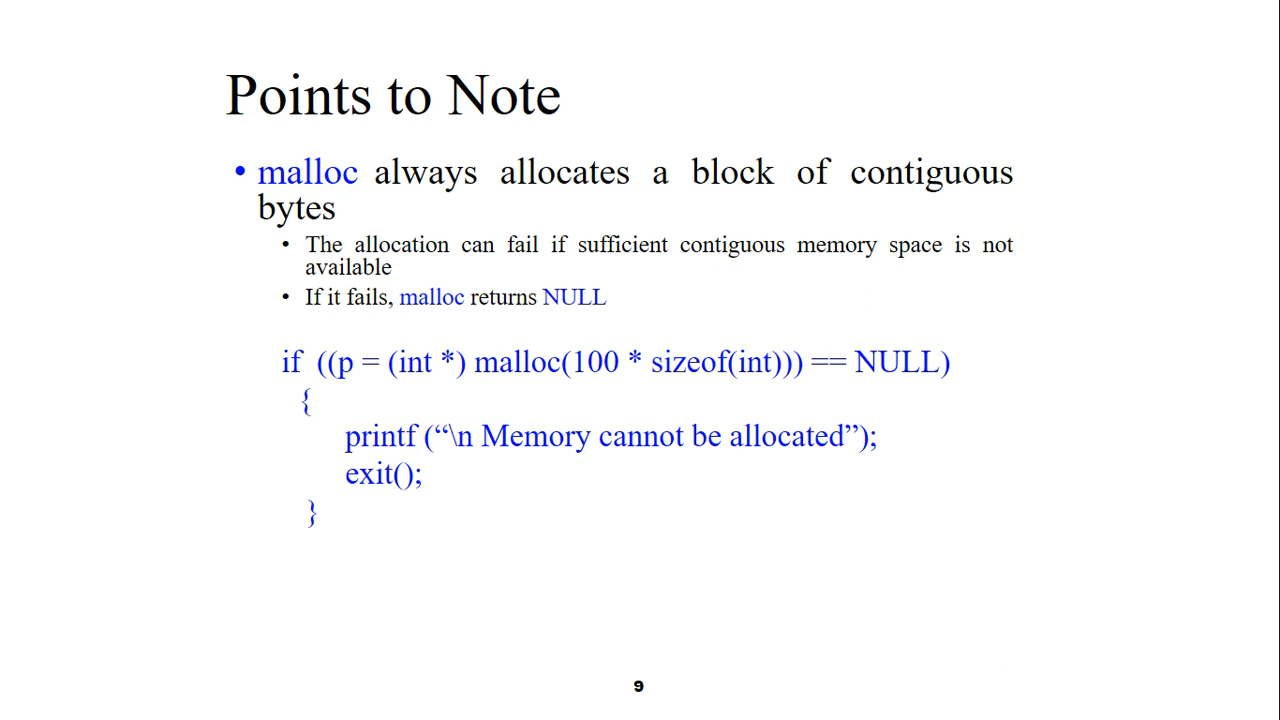 Points to Note
• malloc always allocates a block of contiguous
bytes
• The allocation can fail if sufficient contiguous memory space is not
available
• If it fails, malloc returns NULL
if ((p = (int *) malloc(100 * sizeof(int))) == NULL)
{
printf (“\n Memory cannot be allocated”);
exit();
}
9